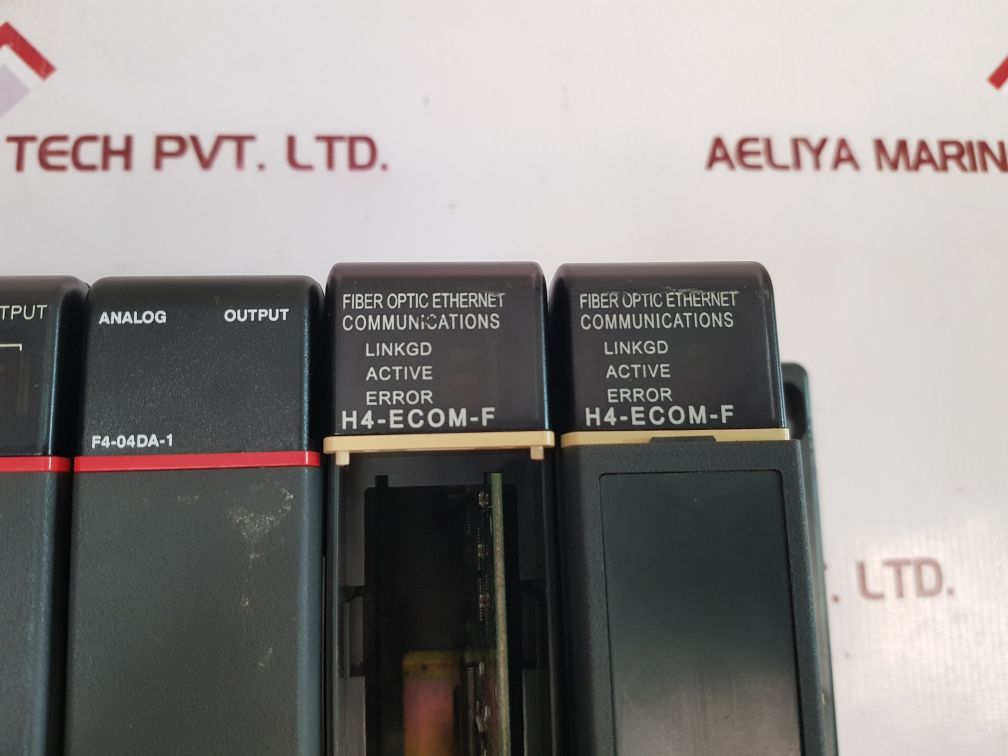 TECH PVT. LTD.
AELIYA MARIN
TPUT
ANALOG OUTPUT
F4-04DA-1
FIBER OPTIC ETHERNET
COMMUNICATIONS
LINKGD
ACTIVE
ERROR
H4-ECOM-F
FIBER OPTIC ETHERNET
COMMUNICATIONS
LINKGD
ACTIVE
ERROR
H4-ECOM-F
. LTD.